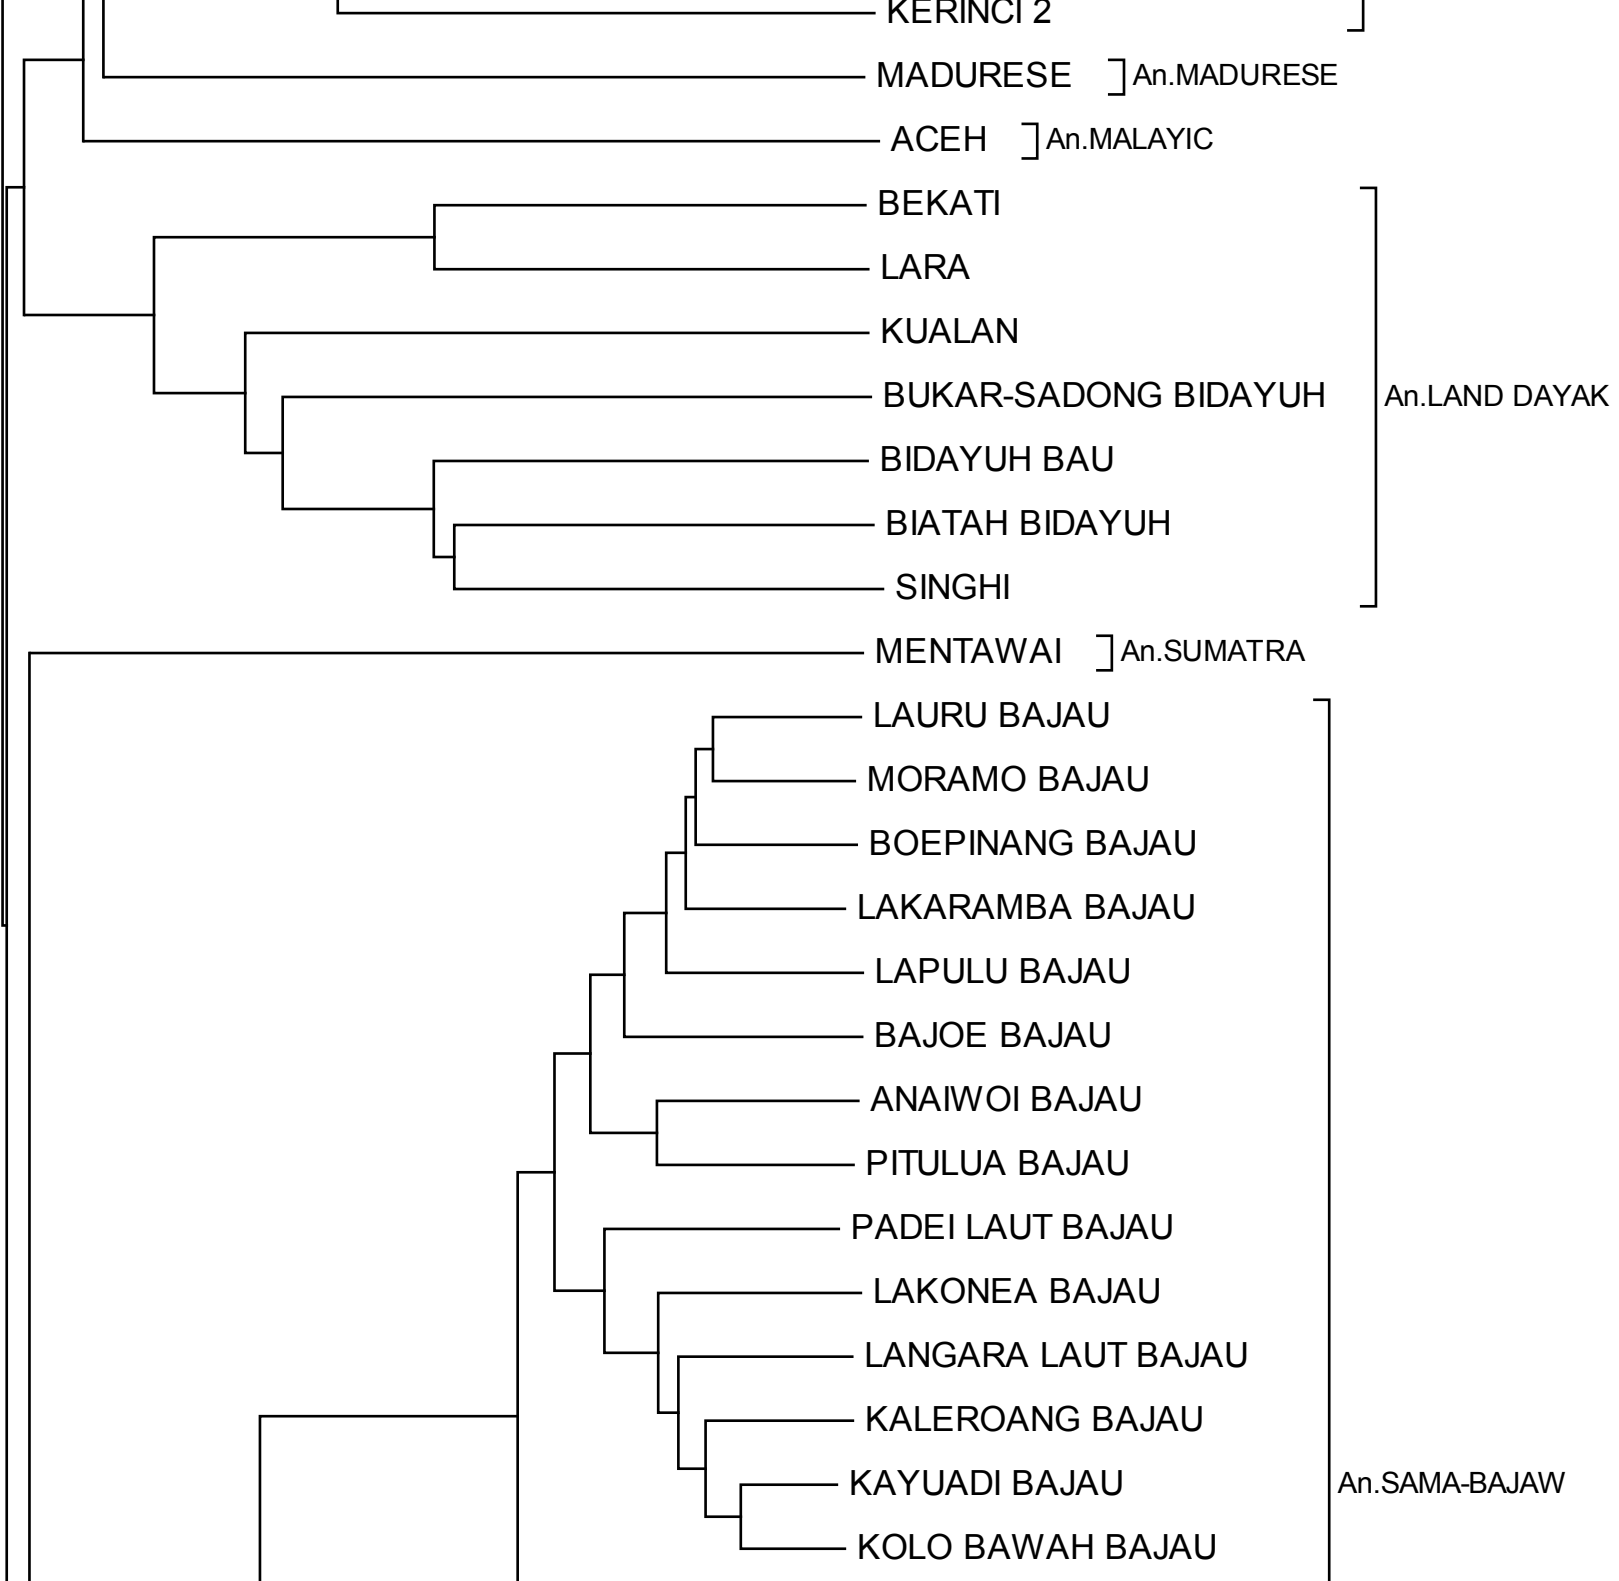 KERINCI 2
MADURESE An.MADURESE
ACEH An.MALAYIC
BEKATI
LARA
KUALAN
BUKAR-SADONG BIDAYUH An.LAND DAYAK
BIDAYUH BAU
BIATAH BIDAYUH
SINGHI
MENTAWAI An.SUMATRA
LAURU BAJAU
MORAMO BAJAU
BOEPINANG BAJAU
LAKARAMBA BAJAU
LAPULU BAJAU
BAJOE BAJAU
ANAIWOI BAJAU
PITULUA BAJAU
PADEI LAUT BAJAU
LAKONEA BAJAU
LANGARA LAUT BAJAU
KALEROANG BAJAU
KAYUADI BAJAU An.SAMA-BAJAW
KOLO BAWAH BAJAU